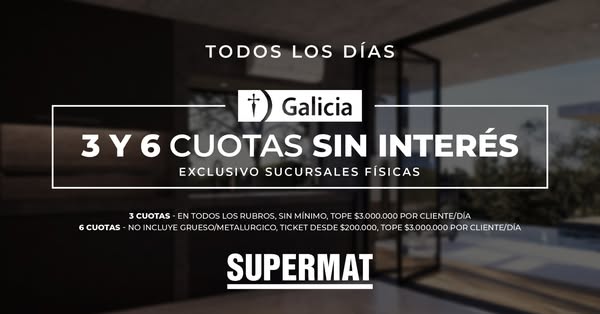 TODOS LOS DÍAS
Galicia
3 Y 6 CUOTAS SIN INTERÉS
EXCLUSIVO SUCURSALES FÍSICAS
3 CUOTAS - EN TODOS LOS RUBROS, SIN MÍNIMO, TOPE $3.000.000 POR CLIENTE/DÍA
6 CUOTAS - NO INCLUYE GRUESO/METALURGICO, TICKET DESDE $200.000, TOPE $3.000.000 POR CLIENTE/DÍA
SUPERMAT